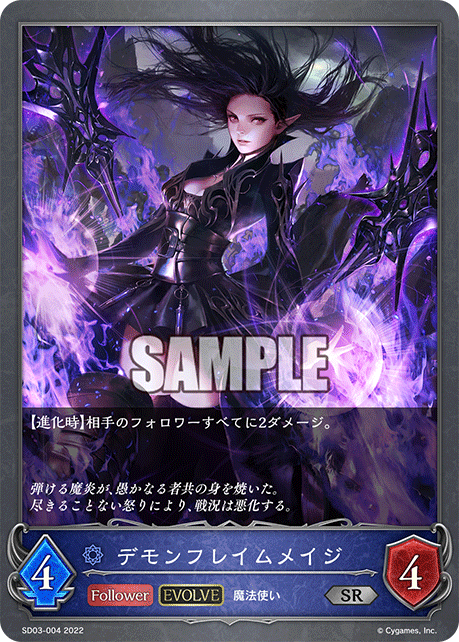 SAMPLE
【進化時】相手のフォロワーすべてに2ダメージ。
弾ける魔炎が、愚かなる者共の身を焼いた。
尽きることない怒りにより、戦況は悪化する。
4 デモンフレイムメイジ 4
Follower EVOLVE 魔法使い SR
SD03-004 2022 © Cygames, Inc.